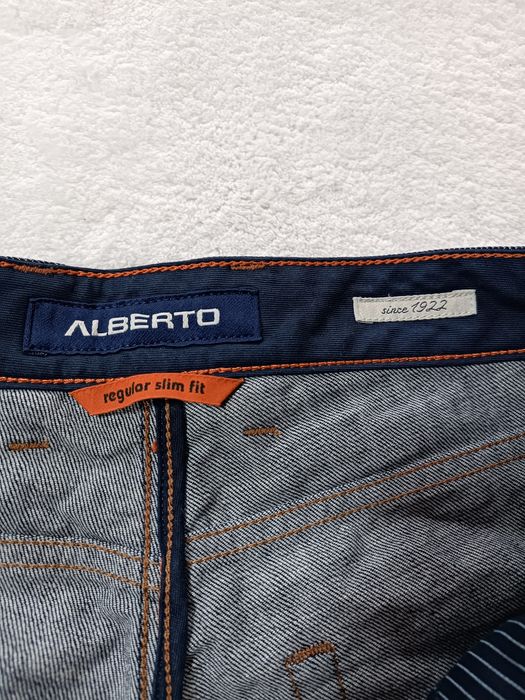 ALBERTO
since 1922
regular slim fit